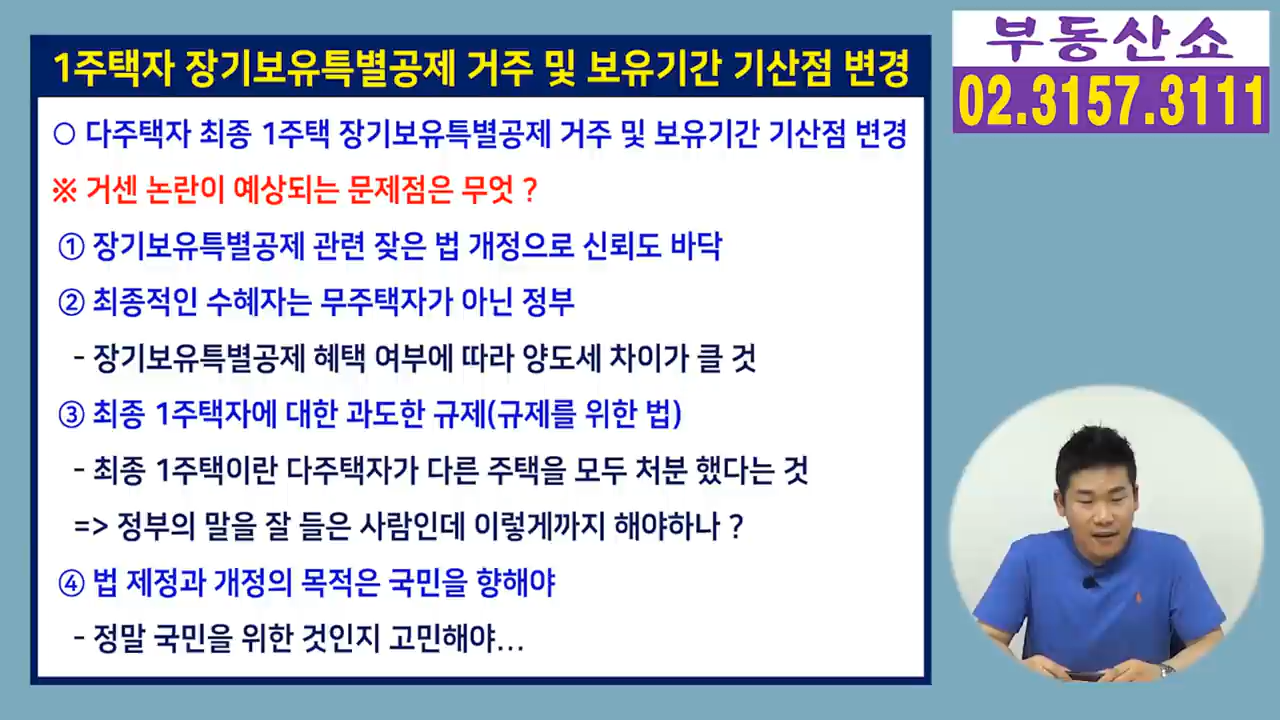 1주택자 장기보유특별공제 거주 및 보유기간 기산점 변경
○ 다주택자 최종 1주택 장기보유특별공제 거주 및 보유기간 기산점 변경
※ 거센 논란이 예상되는 문제점은 무엇 ?
① 장기보유특별공제 관련 잦은 법 개정으로 신뢰도 바닥
② 최종적인 수혜자는 무주택자가 아닌 정부
- 장기보유특별공제 혜택 여부에 따라 양도세 차이가 클 것
③ 최종 1주택자에 대한 과도한 규제(규제를 위한 법)
- 최종 1주택이란 다주택자가 다른 주택을 모두 처분 했다는 것
=> 정부의 말을 잘 들은 사람인데 이렇게까지 해야하나 ?
④ 법 제정과 개정의 목적은 국민을 향해야
- 정말 국민을 위한 것인지 고민해야...
부동산쇼
02.3157.3111